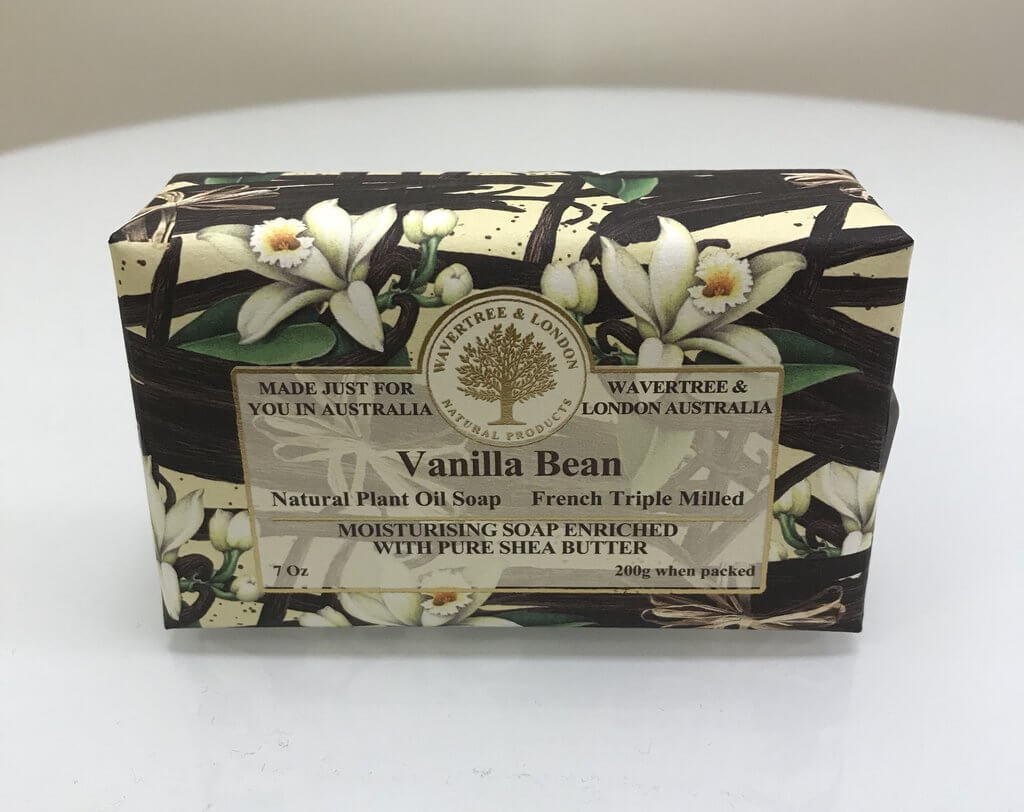 WAVERTREE & LONDON
NATURAL PRODUCTS
MADE JUST FOR
YOU IN AUSTRALIA
WAVERTREE &
LONDON AUSTRALIA
Vanilla Bean
Natural Plant Oil Soap French Triple Milled
MOISTURISING SOAP ENRICHED
WITH PURE SHEA BUTTER
7 Oz 200g when packed